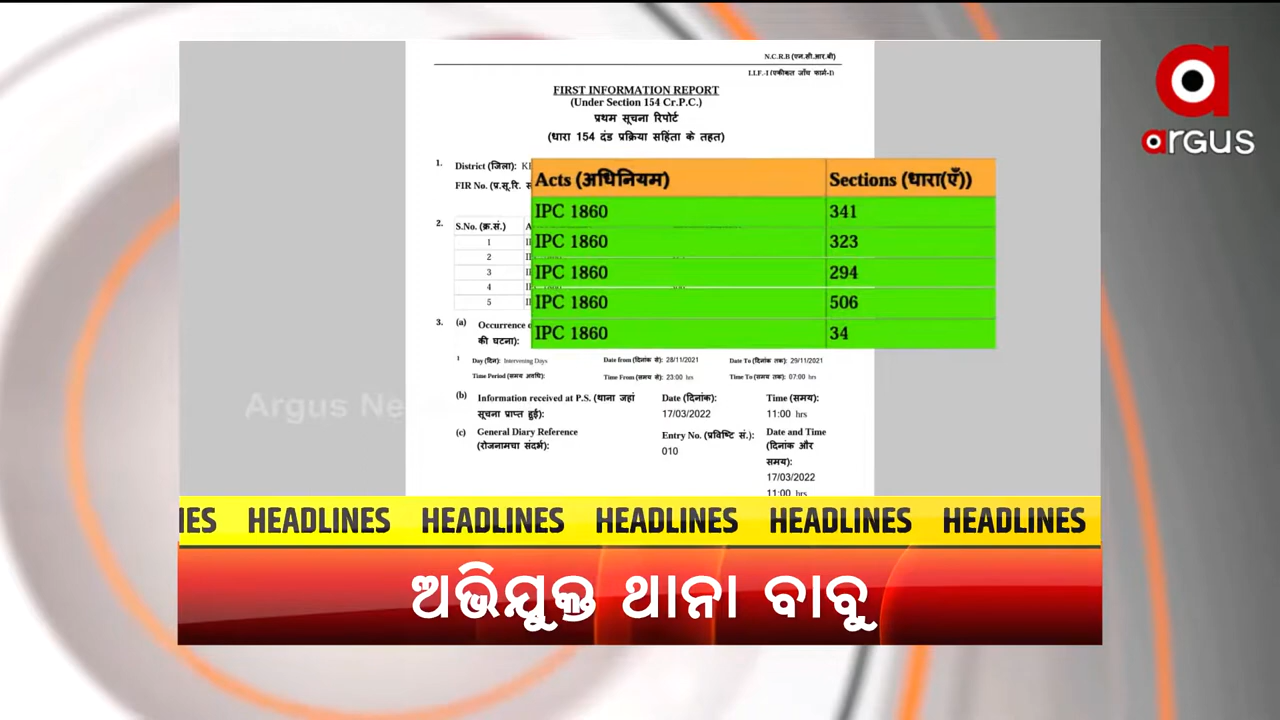 N.C.R.B (एन.सी.आर.बी)
I.I.F.-I (एकीकृत जाँच फार्म-I)
argus
FIRST INFORMATION REPORT
(Under Section 154 Cr.P.C.)
प्रथम सूचना रिपोर्ट
(धारा 154 दंड प्रक्रिया सहिंता के तहत)
1. District (जिला):
FIR No. (प्र.सू.रि.
Acts (अधिनियम) Sections (धारा(एँ))
IPC 1860 341
IPC 1860 323
IPC 1860 294
IPC 1860 506
IPC 1860 34
2. S.No. (क्र.सं.)
1
2
3
4
5
3. (a) Occurrence
की घटना):
1 Day (दिन): Intervening Days Date from (दिनांक से): 28/11/2021 Date To (दिनांक तक): 29/11/2021
Time Period (समय अवधि): Time From (समय से): 23:00 hrs Time To (समय तक): 07:00 hrs
(b) Information received at P.S. (थाना जहां Date (दिनांक): Time (समय):
सूचना प्राप्त हुई): 17/03/2022 11:00 hrs
(c) General Diary Reference Entry No. (प्रविष्टि सं.): Date and Time
(रोजनामचा संदर्भ): 010 (दिनांक और
समय):
17/03/2022
11:00 hrs
Argus Ne
HEADLINES HEADLINES HEADLINES HEADLINES HEADLINES
ଅଭିଯୁକ୍ତ ଥାନା ବାବୁ